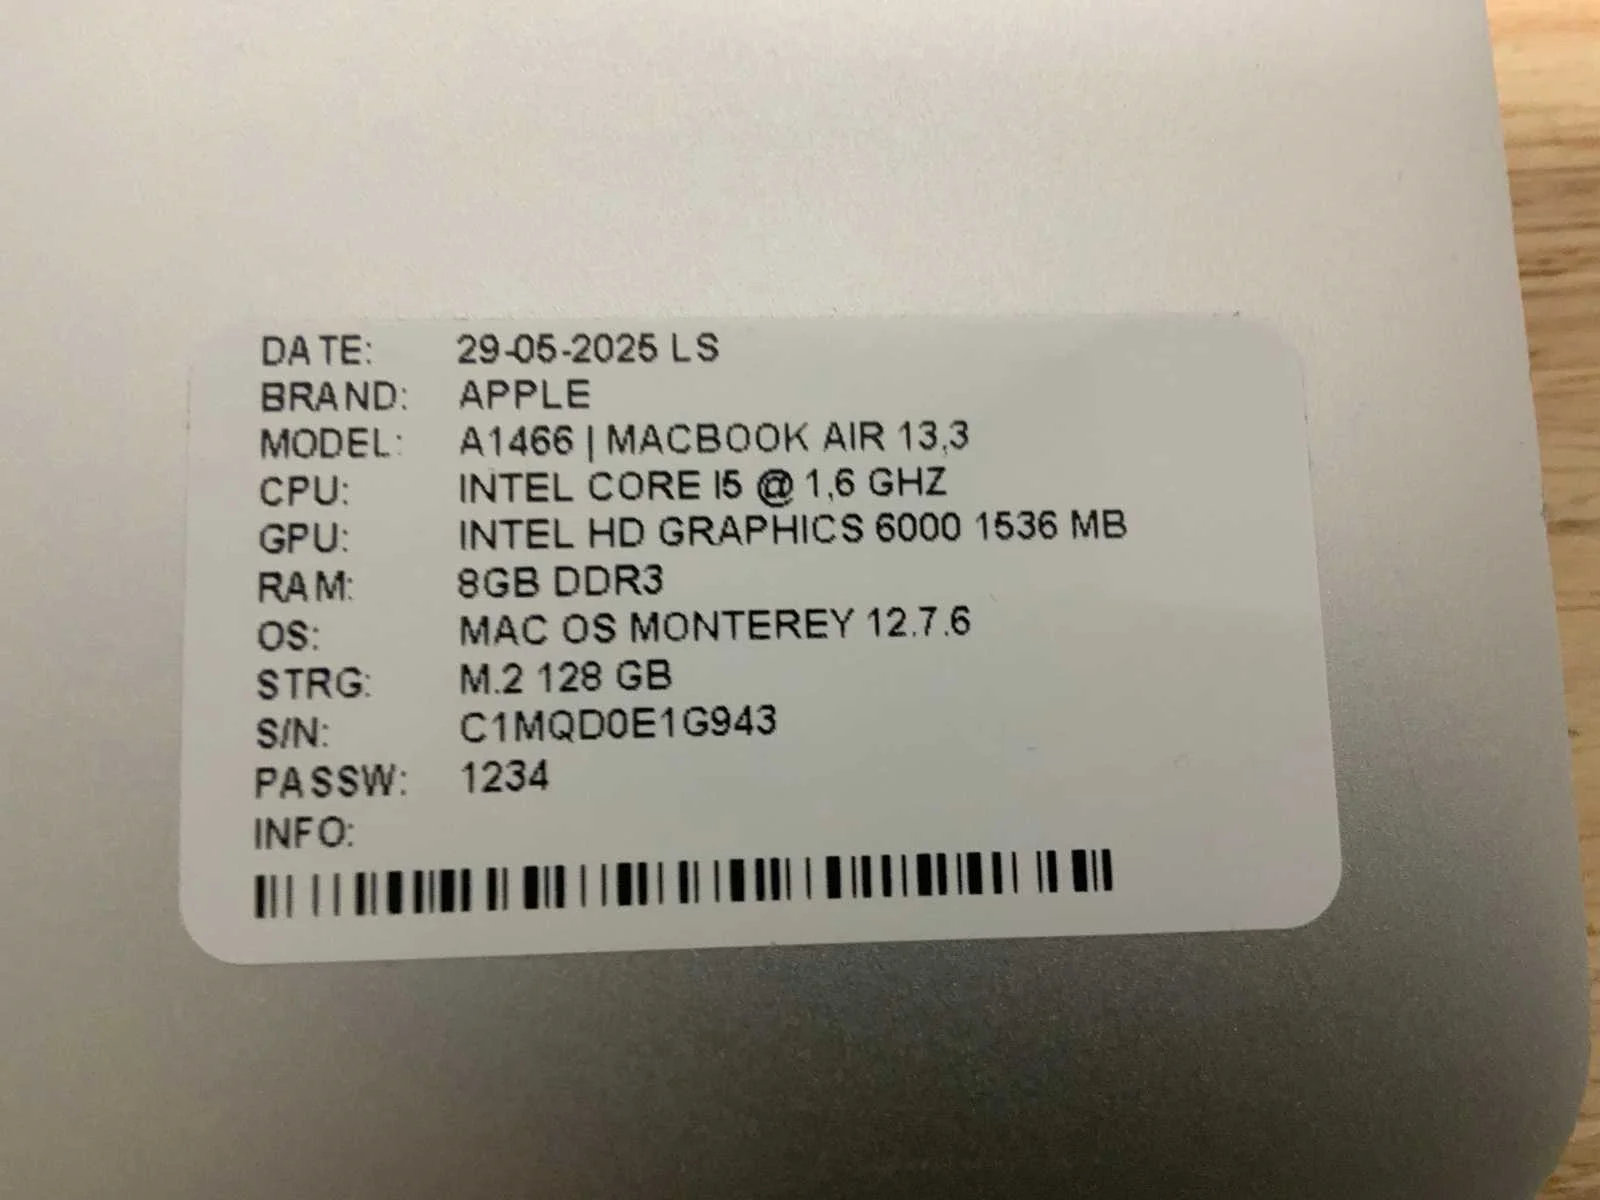 DATE: 29-05-2025 LS
BRAND: APPLE
MODEL: A1466 | MACBOOK AIR 13,3
CPU: INTEL CORE I5 @ 1,6 GHZ
GPU: INTEL HD GRAPHICS 6000 1536 MB
RAM: 8GB DDR3
OS: MAC OS MONTEREY 12.7.6
STRG: M.2 128 GB
S/N: C1MQD0E1G943
PASSW: 1234
INFO: